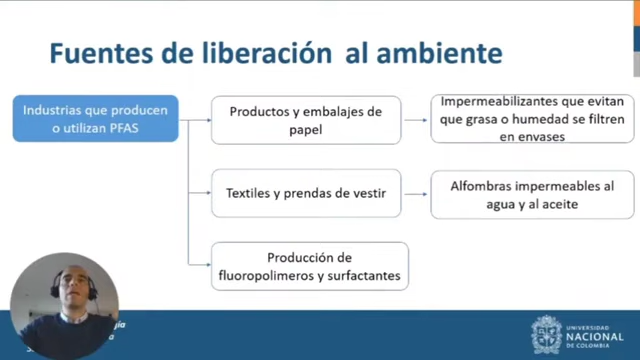 Fuentes de liberación al ambiente
Industrias que producen
o utilizan PFAS
Productos y embalajes de
papel
Impermeabilizantes que evitan
que grasa o humedad se filtren
en envases
Textiles y prendas de vestir
Alfombras impermeables al
agua y al aceite
Producción de
fluoropolimeros y surfactantes
UNIVERSIDAD
NACIONAL
DE COLOMBIA